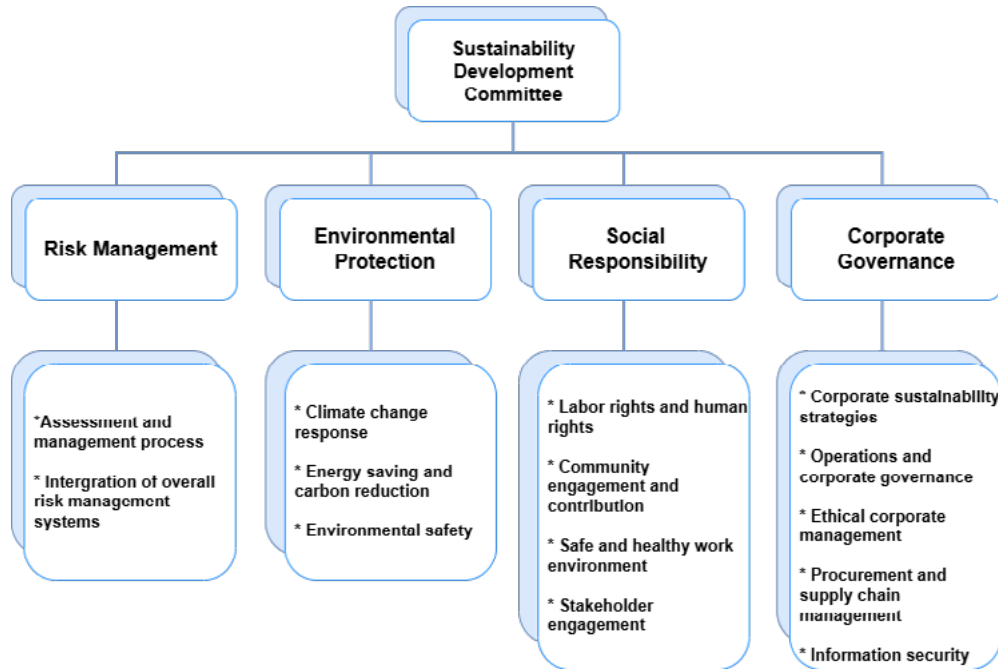 Sustainability
Development
Committee
Risk Management
Environmental
Protection
Social
Responsibility
Corporate
Governance
*Assessment and
management process
* Intergration of overall
risk management
systems
* Climate change
response
* Energy saving and
carbon reduction
* Environmental safety
* Labor rights and human
rights
* Community
engagement and
contribution
* Safe and healthy work
environment
* Stakeholder
engagement
* Corporate sustainability
strategies
* Operations and
corporate governance
* Ethical corporate
management
* Procurement and
supply chain
management
* Information security